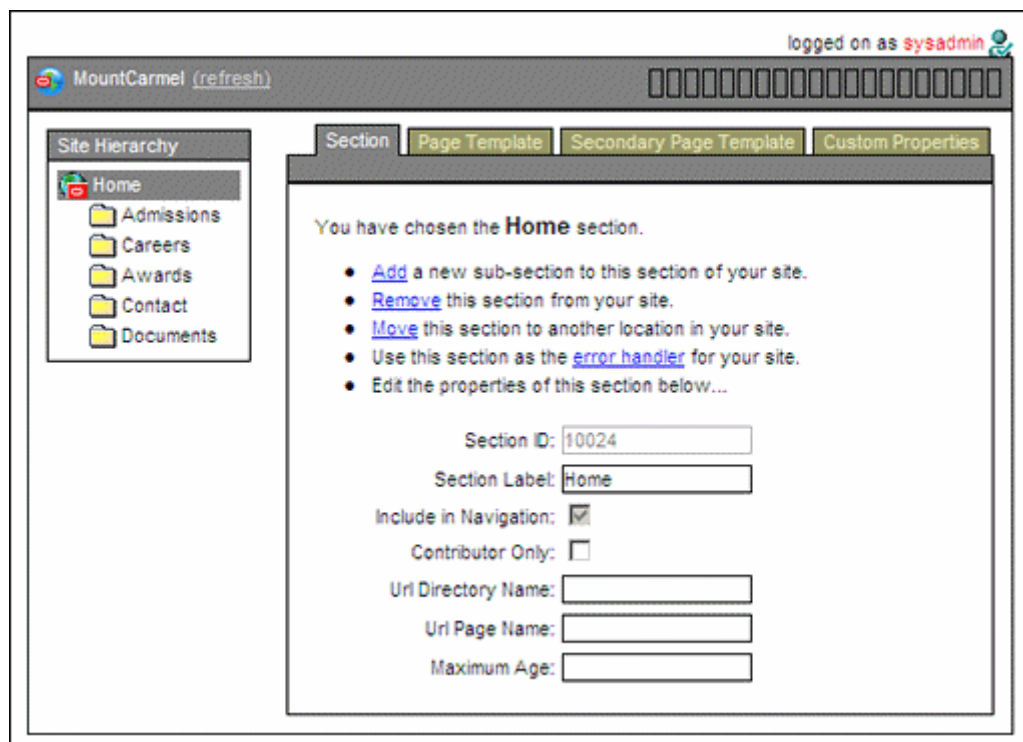 logged on as sysadmin
MountCarmel (refresh)
Site Hierarchy
Home
Admissions
Careers
Awards
Contact
Documents
Section
Page Template
Secondary Page Template
Custom Properties
You have chosen the Home section.
Add a new sub-section to this section of your site.
Remove this section from your site.
Move this section to another location in your site.
Use this section as the error handler for your site.
Edit the properties of this section below...
Section ID: 10024
Section Label: Home
Include in Navigation:
Contributor Only:
Url Directory Name:
Url Page Name:
Maximum Age: